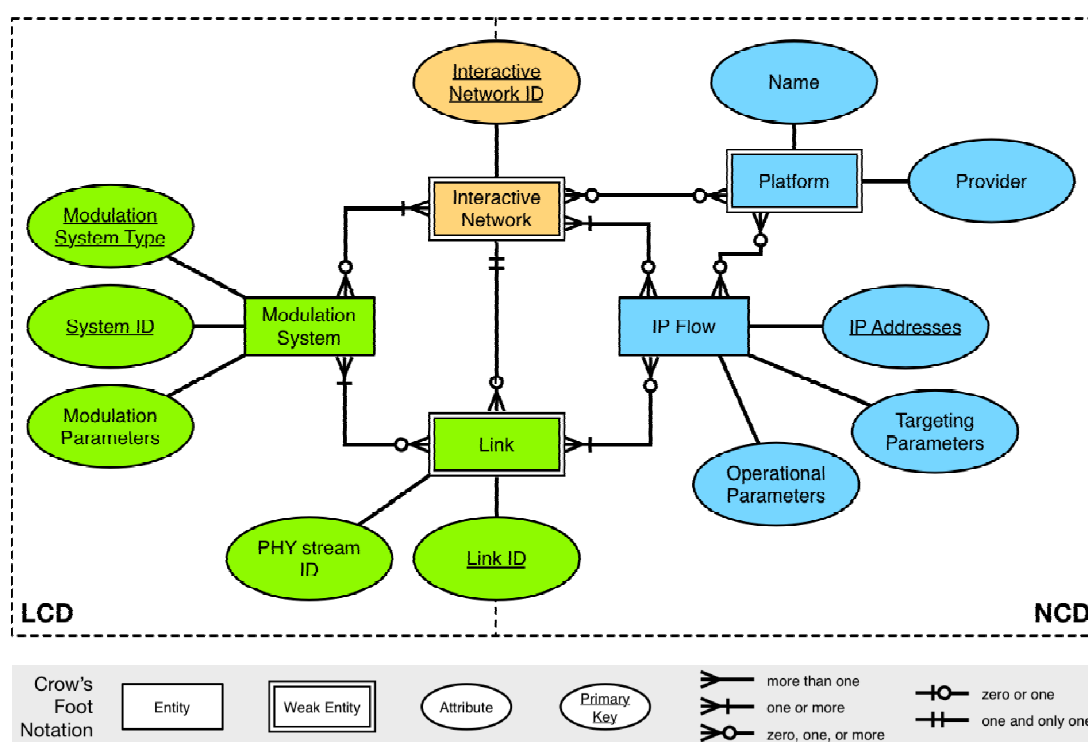 Interactive
Network ID
Name
Platform
Provider
Interactive
Network
Modulation
System Type
System ID
Modulation
System
IP Flow
IP Addresses
Modulation
Parameters
Link
Targeting
Parameters
Operational
Parameters
PHY stream
ID
Link ID
LCD
NCD
Crow's
Foot
Notation
Entity
Weak Entity
Attribute
Primary
Key
more than one
one or more
zero, one, or more
zero or one
one and only one